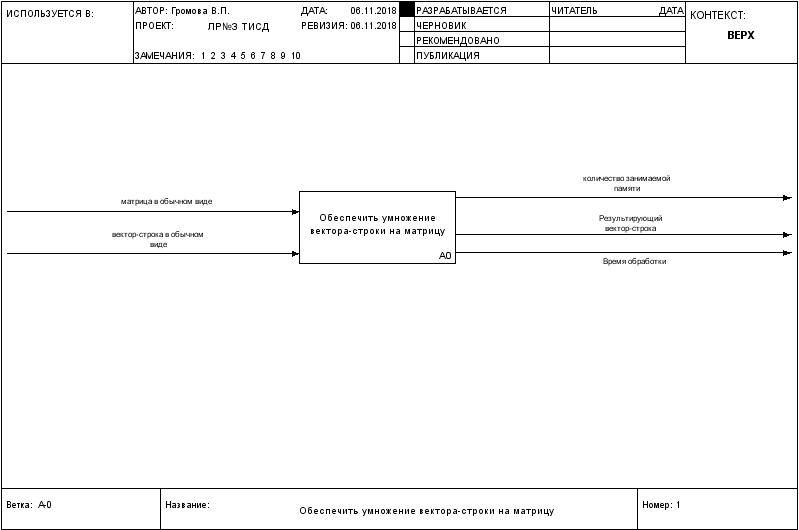 ИСПОЛЬЗУЕТСЯ В:
АВТОР: Громова В.П.
ДАТА: 06.11.2018
ПРОЕКТ: ЛР№3 ТИСД
РЕВИЗИЯ: 06.11.2018
ЗАМЕЧАНИЯ: 1 2 3 4 5 6 7 8 9 10
РАЗРАБАТЫВАЕТСЯ
ЧЕРНОВИК
РЕКОМЕНДОВАНО
ПУБЛИКАЦИЯ
ЧИТАТЕЛЬ ДАТА
КОНТЕКСТ:
ВЕРХ
количество занимаемой
памяти
матрица в обычном виде
Обеспечить умножение
вектора-строки на матрицу
A0
Результирующий
вектор-строка
вектор-строка в обычном
виде
Время обработки
Ветка: A-0
Название:
Обеспечить умножение вектора-строки на матрицу
Номер: 1